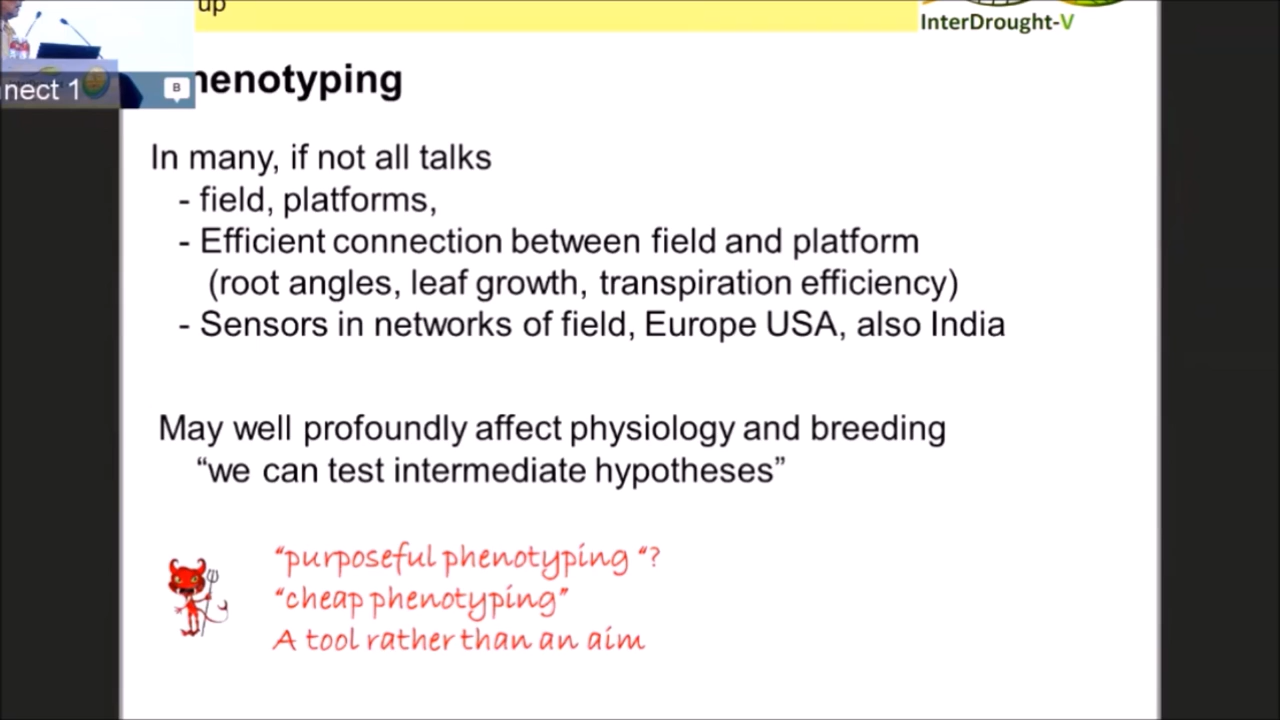 up
InterDrought-V
nect 1
B
henotyping
In many, if not all talks
- field, platforms,
- Efficient connection between field and platform
(root angles, leaf growth, transpiration efficiency)
- Sensors in networks of field, Europe USA, also India
May well profoundly affect physiology and breeding
“we can test intermediate hypotheses”
“purposeful phenotyping “?
“cheap phenotyping”
A tool rather than an aim